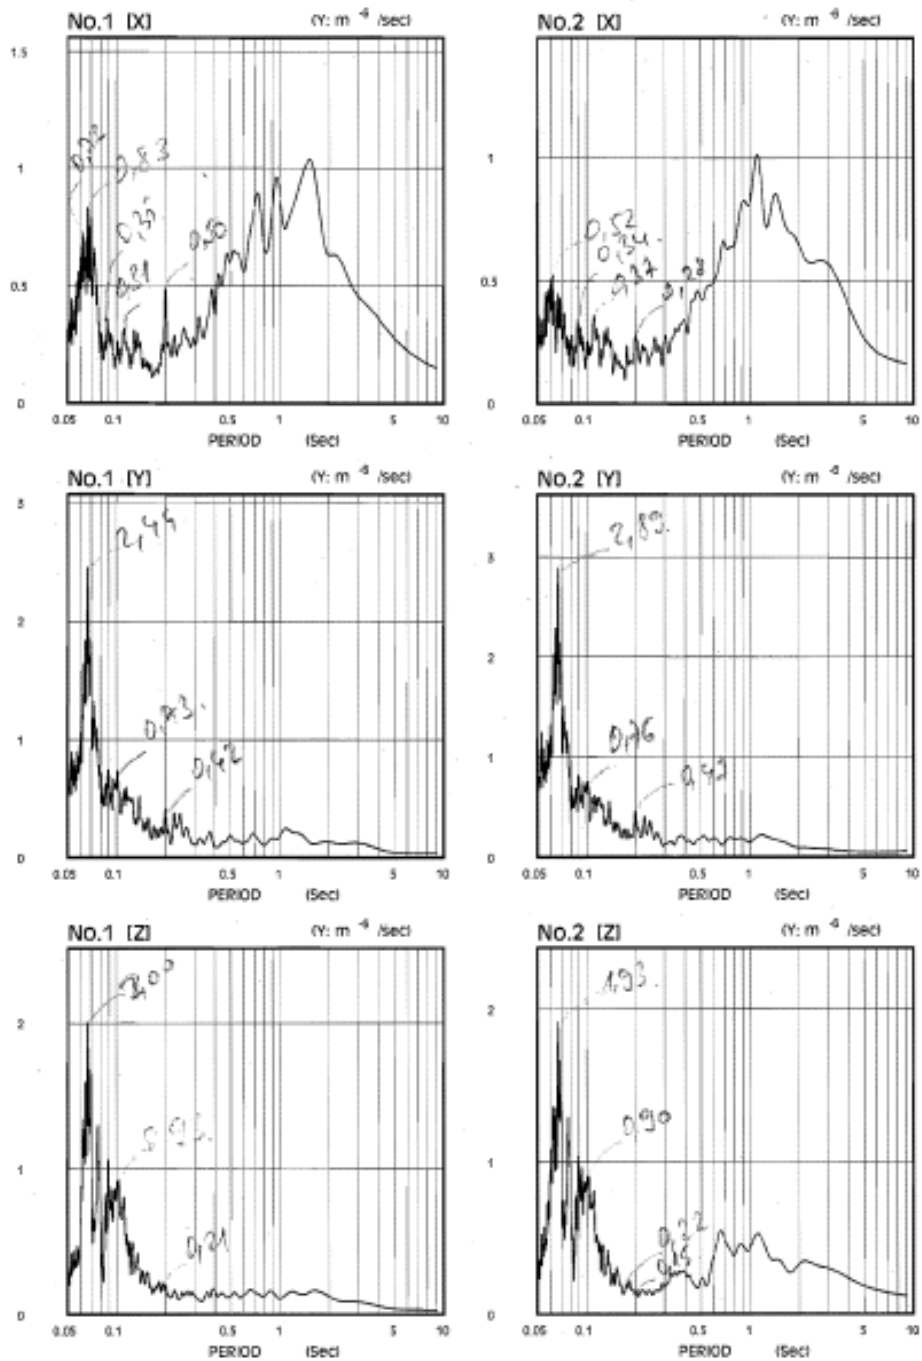 No.1 [X] (Y: m -6 /sec)
1.5
0,83
1
0,35
0,50
0,31
0.5
0
0.05 0.1 0.5 1 5 10
PERIOD (Sec)
No.2 [X] (Y: m -6 /sec)
1
0,52
0,34
0,37
0,28
0.5
0
0.05 0.1 0.5 1 5 10
PERIOD (Sec)
No.1 [Y] (Y: m -6 /sec)
3
2,44
2
0,73.
1
0,42
0
0.05 0.1 0.5 1 5 10
PERIOD (Sec)
No.2 [Y] (Y: m -6 /sec)
2,89.
3
2
0,76
1
0,42
0
0.05 0.1 0.5 1 5 10
PERIOD (Sec)
No.1 [Z] (Y: m -6 /sec)
2
1
0,21
0
0.05 0.1 0.5 1 5 10
PERIOD (Sec)
No.2 [Z] (Y: m -6 /sec)
1,93.
2
0,90
1
0,22
0,15
0
0.05 0.1 0.5 1 5 10
PERIOD (Sec)